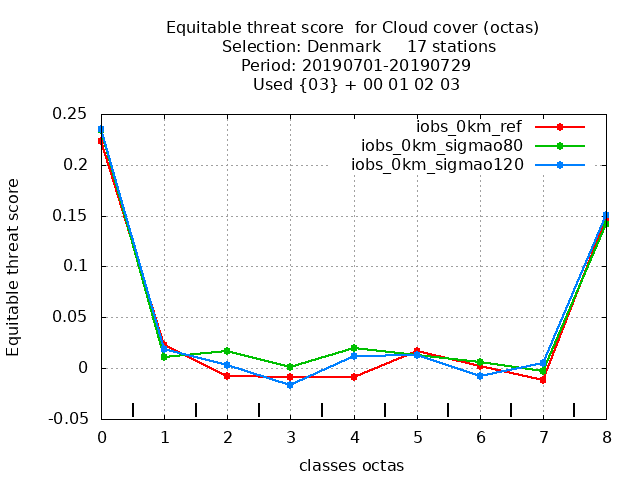 Equitable threat score  for Cloud cover (octas)
Selection: Denmark     17 stations
Period: 20190701-20190729
Used {03} + 00 01 02 03
iobs_0km_ref
iobs_0km_sigmao80
iobs_0km_sigmao120
Equitable threat score
0.25
0.2
0.15
0.1
0.05
0
-0.05
0 1 2 3 4 5 6 7 8
classes octas